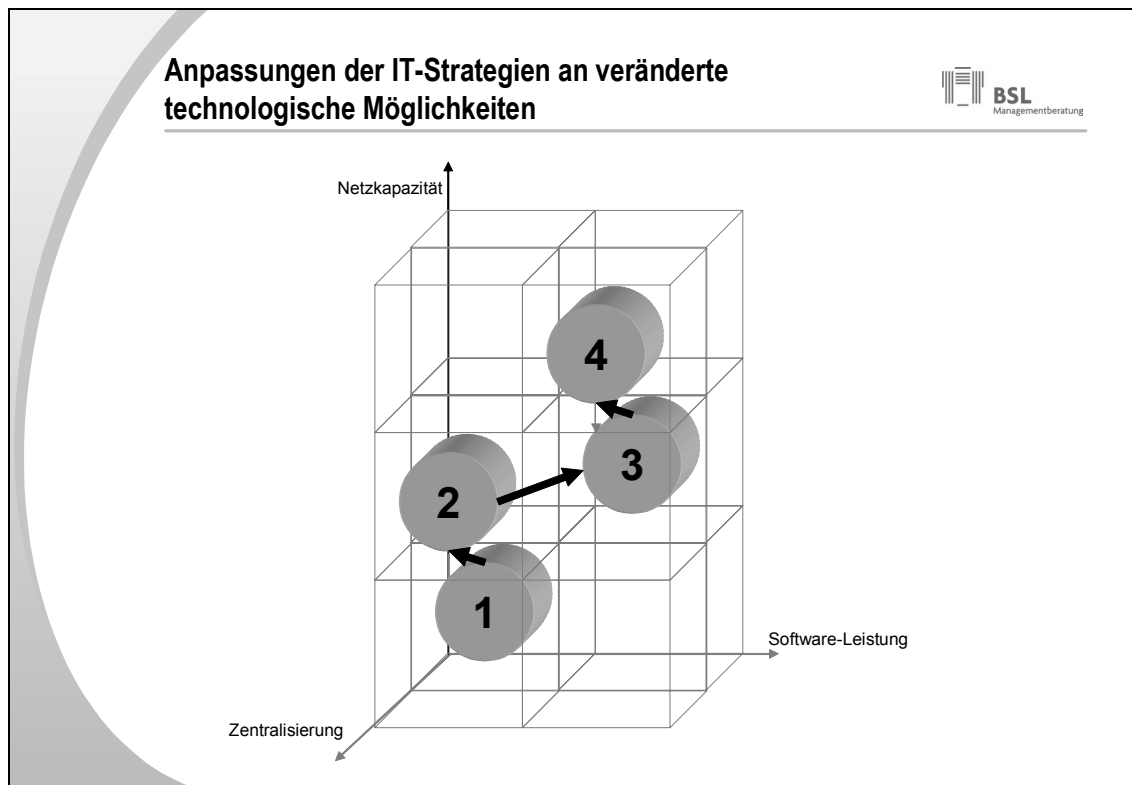 Anpassungen der IT-Strategien an veränderte
technologische Möglichkeiten
BSL
Managementberatung
Netzkapazität
4
3
2
1
Software-Leistung
Zentralisierung